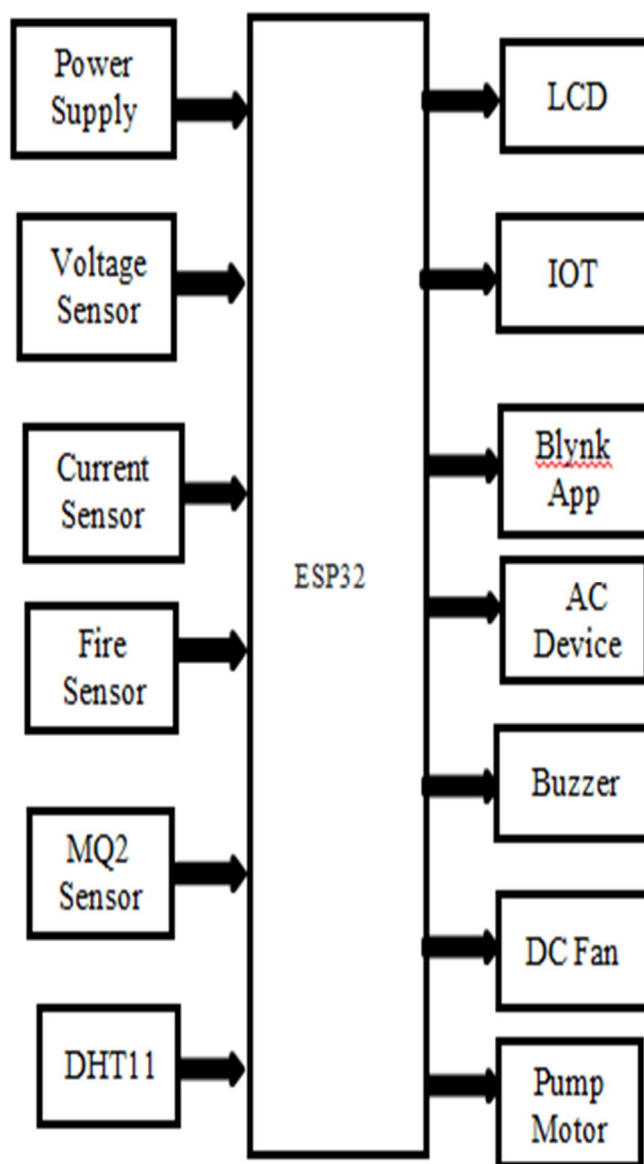 Power
Supply
Voltage
Sensor
Current
Sensor
Fire
Sensor
MQ2
Sensor
DHT11
ESP32
LCD
IOT
Blynk
App
AC
Device
Buzzer
DC Fan
Pump
Motor